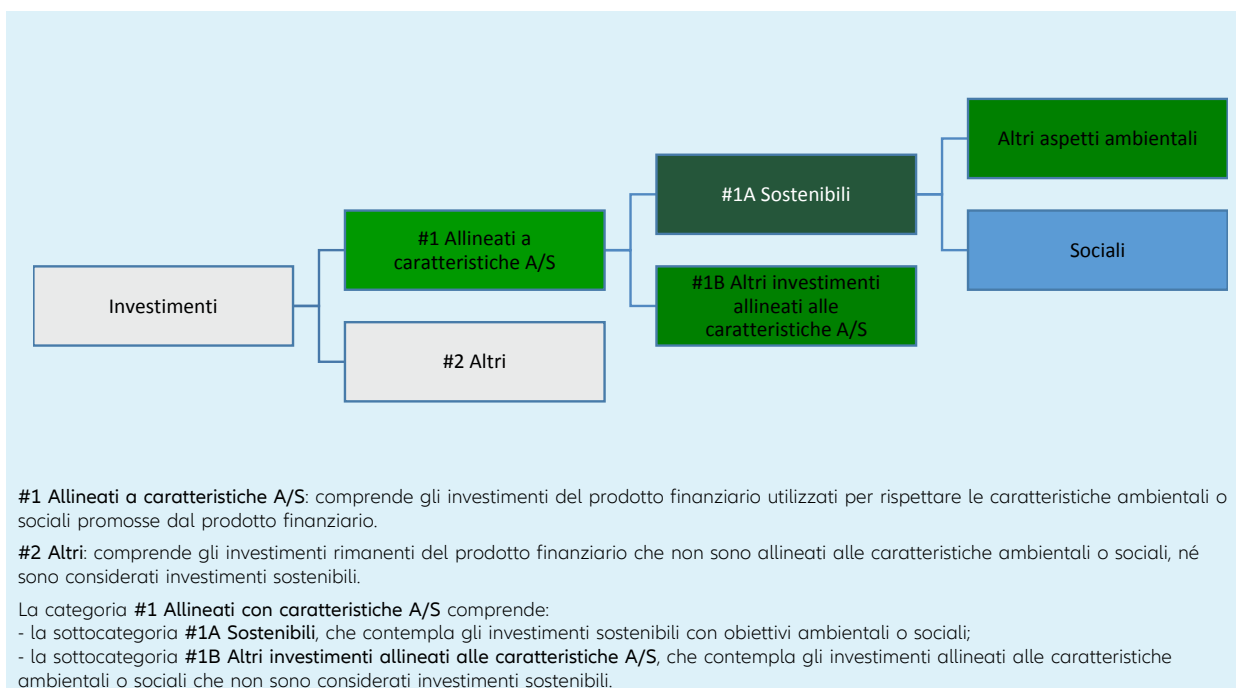 Altri aspetti ambientali
#1A Sostenibili
#1 Allineati a
caratteristiche A/S
Sociali
#1B Altri investimenti
allineati alle
caratteristiche A/S
Investimenti
#2 Altri
#1 Allineati a caratteristiche A/S: comprende gli investimenti del prodotto finanziario utilizzati per rispettare le caratteristiche ambientali o
sociali promosse dal prodotto finanziario.
#2 Altri: comprende gli investimenti rimanenti del prodotto finanziario che non sono allineati alle caratteristiche ambientali o sociali, né
sono considerati investimenti sostenibili.
La categoria #1 Allineati con caratteristiche A/S comprende:
- la sottocategoria #1A Sostenibili, che contempla gli investimenti sostenibili con obiettivi ambientali o sociali;
- la sottocategoria #1B Altri investimenti allineati alle caratteristiche A/S, che contempla gli investimenti allineati alle caratteristiche
ambientali o sociali che non sono considerati investimenti sostenibili.